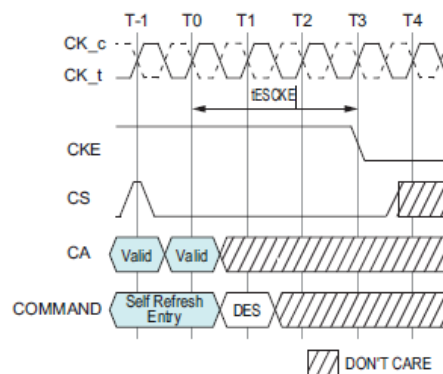 T-1 T0 T1 T2 T3 T4
CK_c
CK_t
tESCKE
CKE
CS
CA Valid Valid
COMMAND Self Refresh Entry DES
DON'T CARE